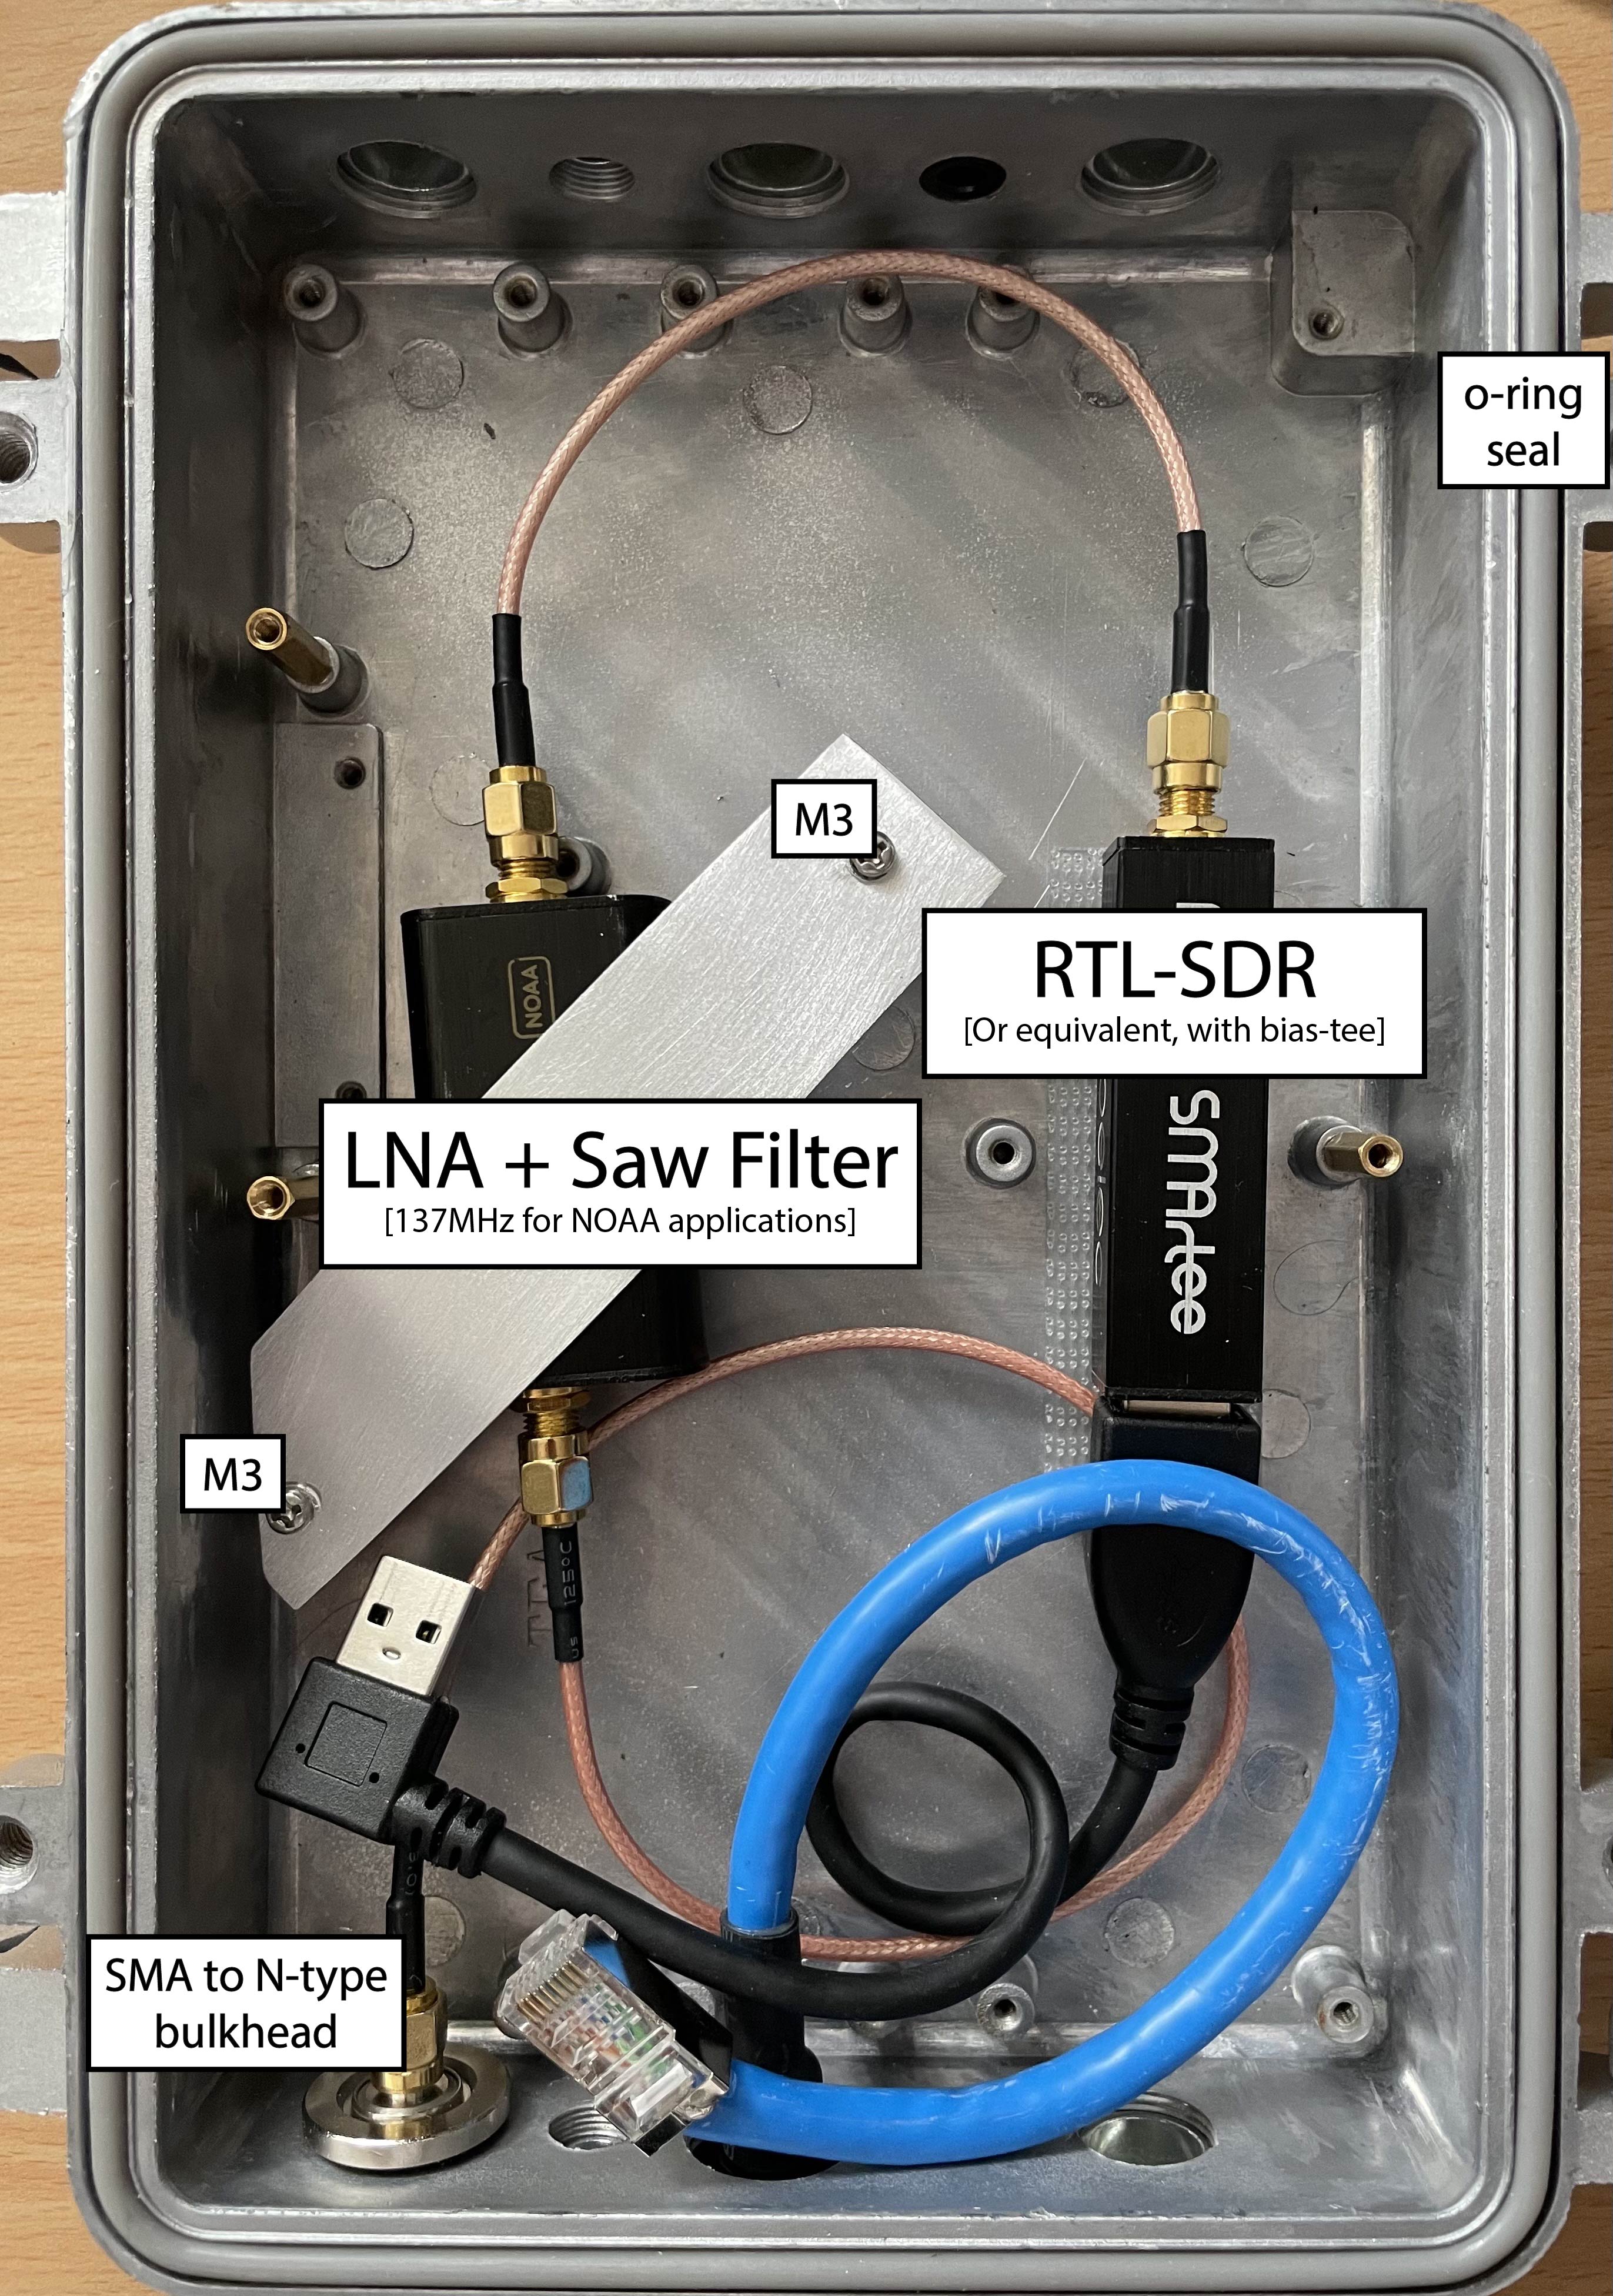 o-ring
seal
M3
NOAA
RTL-SDR
[Or equivalent, with bias-tee]
SMArtee
LNA + Saw Filter
[137MHz for NOAA applications]
M3
125°C
SMA to N-type
bulkhead